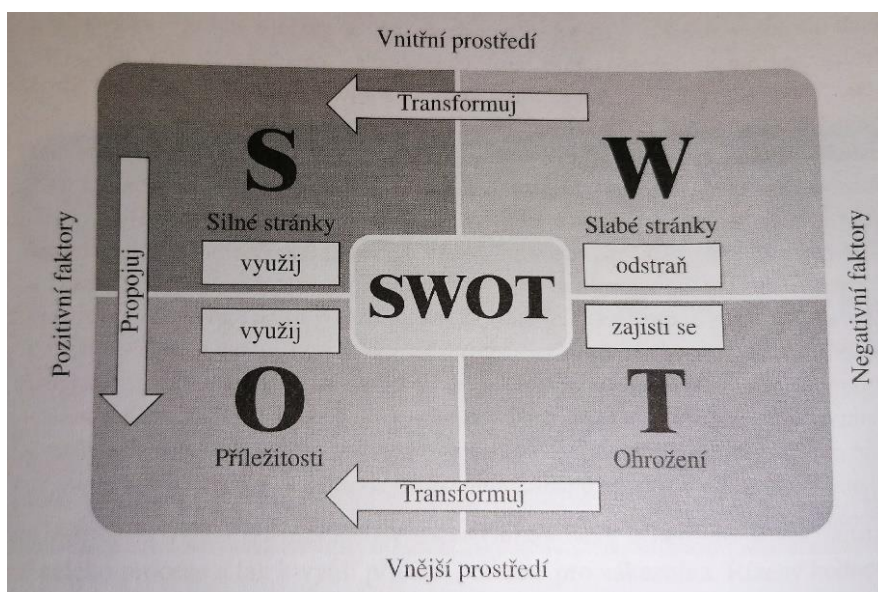 Vnitřní prostředí
Transformuj
S
W
Silné stránky
Slabé stránky
Pozitivní faktory
Propojuj
využij
odstraň
SWOT
Negativní faktory
využij
zajisti se
O
T
Příležitosti
Ohrožení
Transformuj
Vnější prostředí